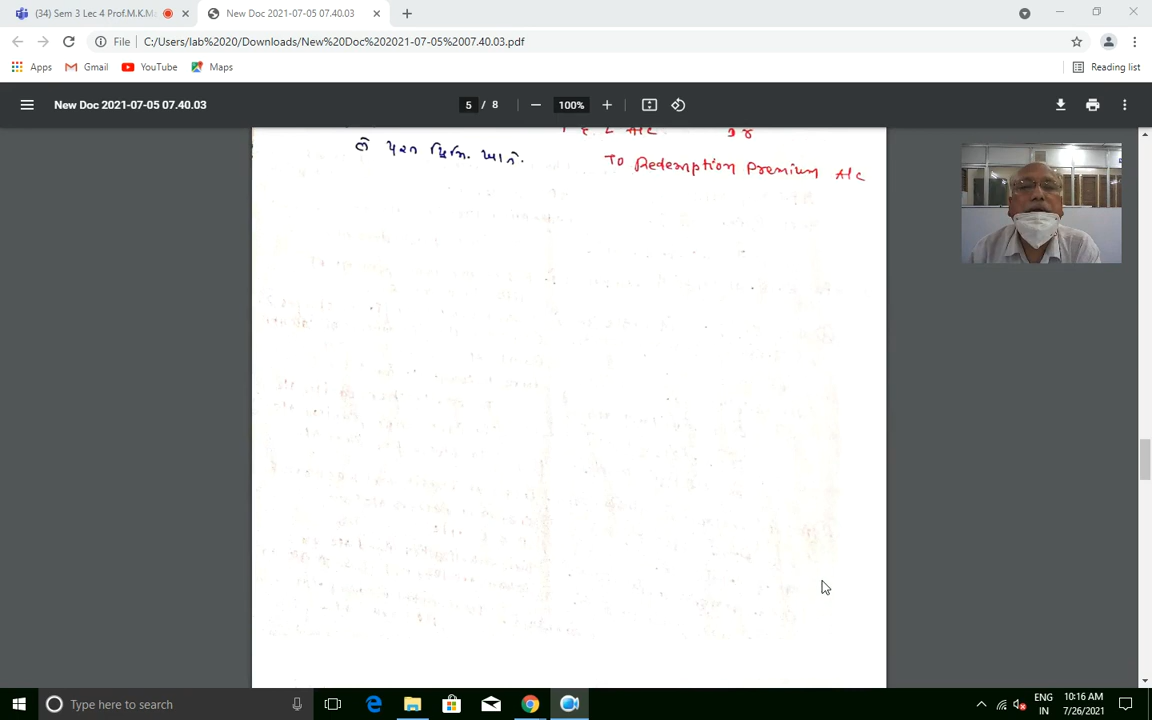 (34) Sem 3 Lec 4 Prof.M.K.Ma
New Doc 2021-07-05 07.40.03
File
C:/Users/lab%2020/Downloads/New%20Doc%202021-07-05%2007.40.03.pdf
Apps
Gmail
YouTube
Maps
Reading list
New Doc 2021-07-05 07.40.03
5 / 8
100%
A/C
To Redemption Premium A/c
Type here to search
ENG
IN
10:16 AM
7/26/2021